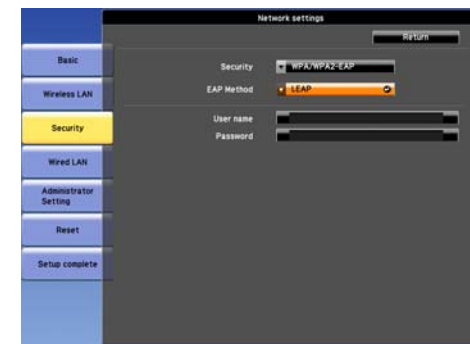 Network settings
Return
Basic
Wireless LAN
Security
Wired LAN
Administrator
Setting
Reset
Setup complete
Security WPA/WPA2-EAP
EAP Method LEAP
User name
Password